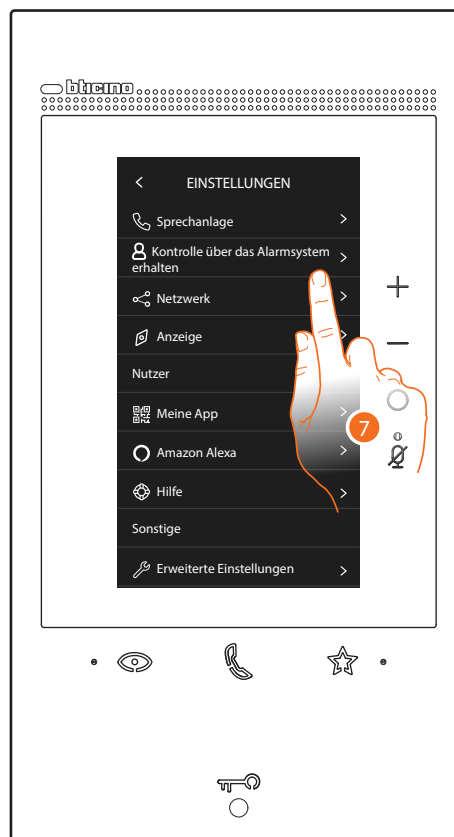 bticino
EINSTELLUNGEN
Sprechanlage
Kontrolle über das Alarmsystem
erhalten
Netzwerk
Anzeige
Nutzer
Meine App
Amazon Alexa
Hilfe
Sonstige
Erweiterte Einstellungen
7